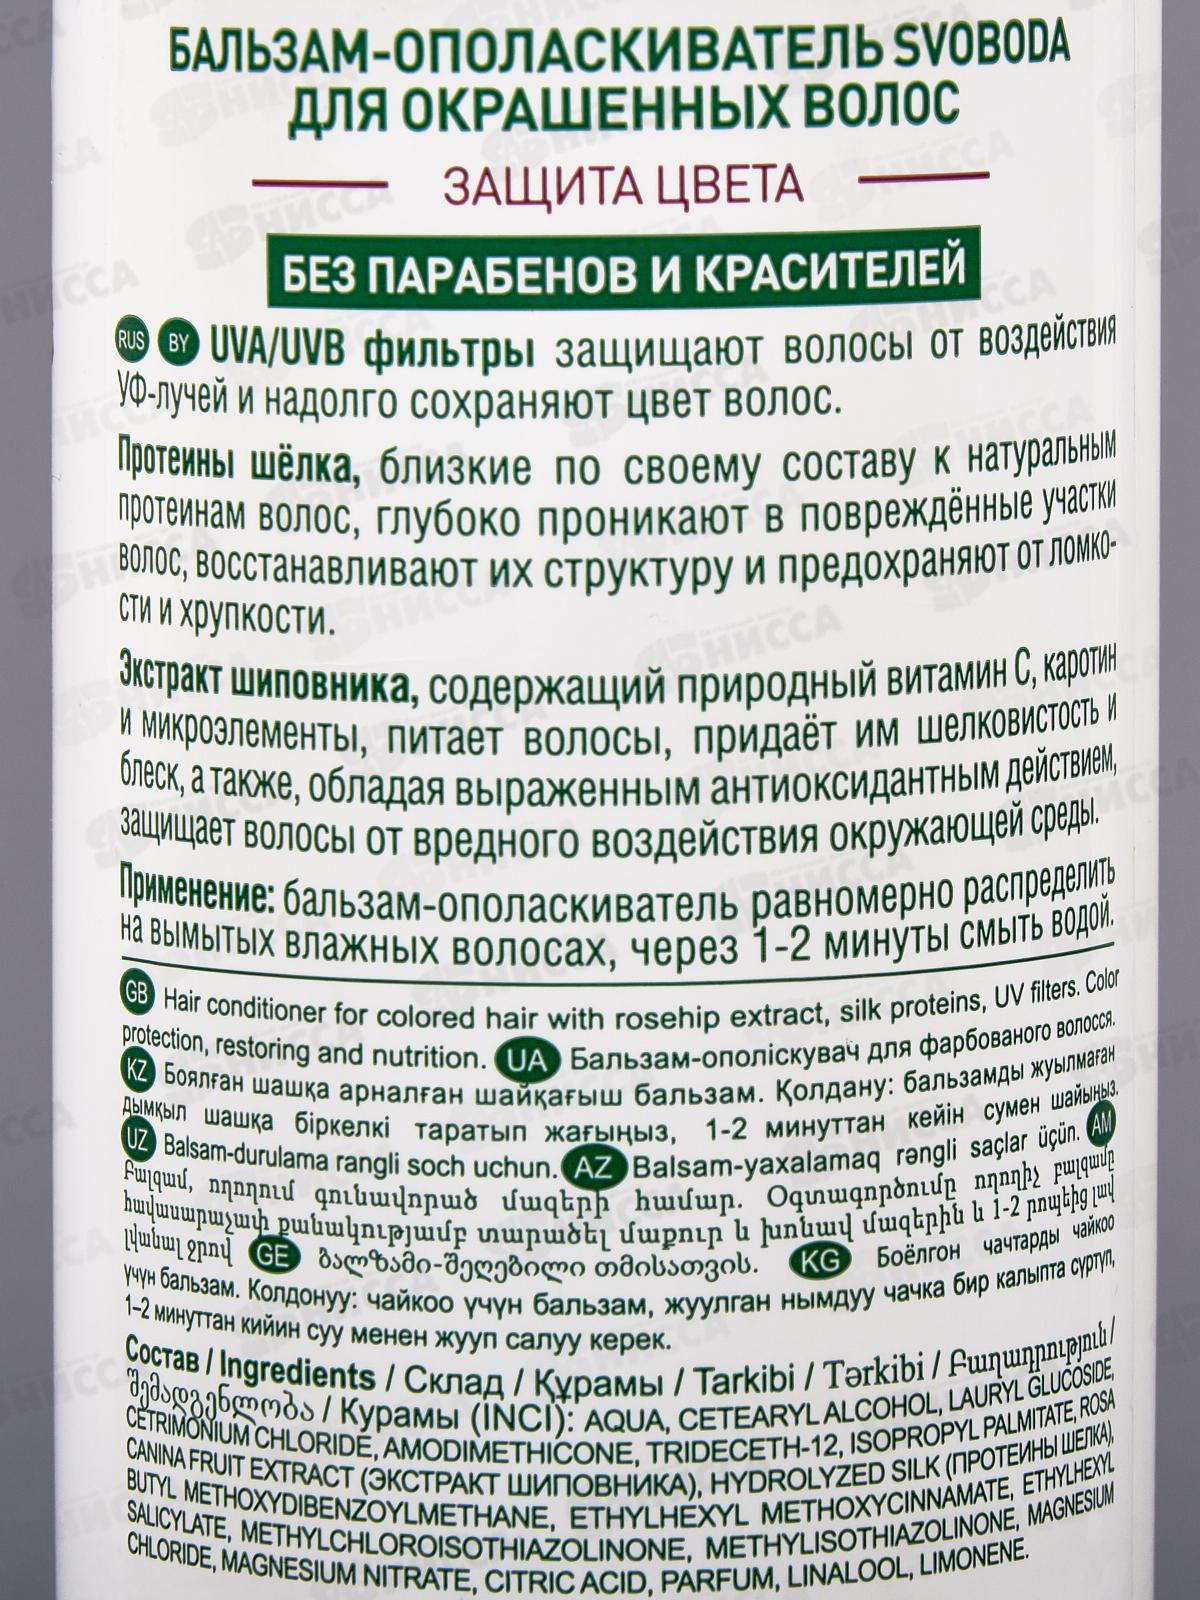 БАЛЬЗАМ-ОПОЛАСКИВАТЕЛЬ SVOBODA
ДЛЯ ОКРАШЕННЫХ ВОЛОС
ЗАЩИТА ЦВЕТА
БЕЗ ПАРАБЕНОВ И КРАСИТЕЛЕЙ
RUS BY UVA/UVB фильтры защищают волосы от воздействия
УФ-лучей и надолго сохраняют цвет волос.
Протеины шёлка, близкие по своему составу к натуральным
протеинам волос, глубоко проникают в повреждённые участки
волос, восстанавливают их структуру и предохраняют от ломко-
сти и хрупкости.
Экстракт шиповника, содержащий природный витамин С, каротин
и микроэлементы, питает волосы, придаёт им шелковистость и
блеск, а также, обладая выраженным антиоксидантным действием,
защищает волосы от вредного воздействия окружающей среды.
Применение: бальзам-ополаскиватель равномерно распределить
на вымытых влажных волосах, через 1-2 минуты смыть водой.
GB Hair conditioner for colored hair with rosehip extract, silk proteins, UV filters. Color
protection, restoring and nutrition. UA Бальзам-ополіскувач для фарбованого волосся.
KZ Боялған шашқа арналған шайқағыш бальзам. Қолдану: бальзамды жуылмаған
дымқыл шашқа біркелкі таратып жағыңыз, 1-2 минуттан кейін сумен шайыңыз.
UZ Balsam-durulama rangli soch uchun. AZ Balsam-yaxalamaq rəngli saçlar üçün. AM
Բալզամ, ողողում գունավորած մազերի համար. Օգտագործումը ողողիչ բալզամը
հավասարաչափ քանակությամբ տարածել մաքուր և խոնավ մազերին և 1-2 րոպեից լավ
լվանալ ջրով GE ბალზამი-შეღებილი თმისათვის. KG Боёлгон чачтарды чайкоо
үчүн бальзам. Колдонуу: чайкоо үчүн бальзам, жуулган нымдуу чачка бир калыпта сүртүп,
1–2 минуттан кийин суу менен жууп салуу керек.
Состав / Ingredients / Склад / Құрамы / Tarkibi / Tərkibi / Բաղադրություն /
შემადგენლობა / Курамы (INCI): AQUA, CETEARYL ALCOHOL, LAURYL GLUCOSIDE,
CETRIMONIUM CHLORIDE, AMODIMETHICONE, TRIDECETH-12, ISOPROPYL PALMITATE, ROSA
CANINA FRUIT EXTRACT (ЭКСТРАКТ ШИПОВНИКА), HYDROLYZED SILK (ПРОТЕИНЫ ШЕЛКА),
BUTYL METHOXYDIBENZOYLMETHANE, ETHYLHEXYL METHOXYCINNAMATE, ETHYLHEXYL
SALICYLATE, METHYLCHLOROISOTHIAZOLINONE, METHYLISOTHIAZOLINONE, MAGNESIUM
CHLORIDE, MAGNESIUM NITRATE, CITRIC ACID, PARFUM, LINALOOL, LIMONENE.